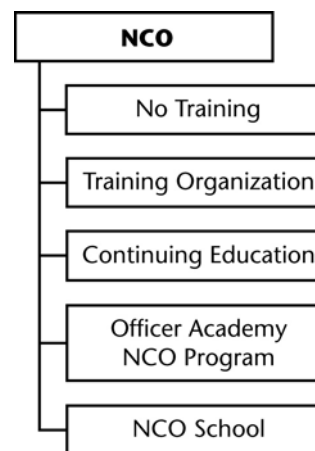 NCO
No Training
Training Organization
Continuing Education
Officer Academy
NCO Program
NCO School